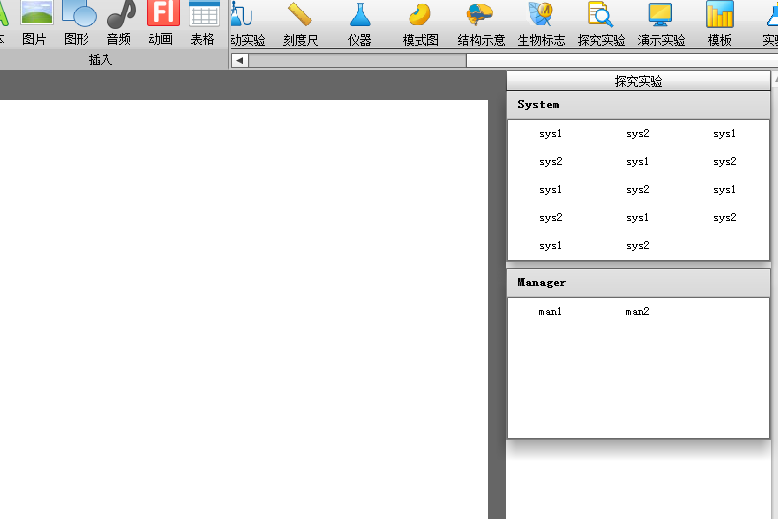 图片 图形 音频 动画 表格 动实验 刻度尺 仪器 模式图 结构示意 生物标志 探究实验 演示实验 模板
插入
探究实验
System
sys1 sys2 sys1
sys2 sys1 sys2
sys1 sys2 sys1
sys2 sys1 sys2
sys1 sys2
Manager
man1 man2